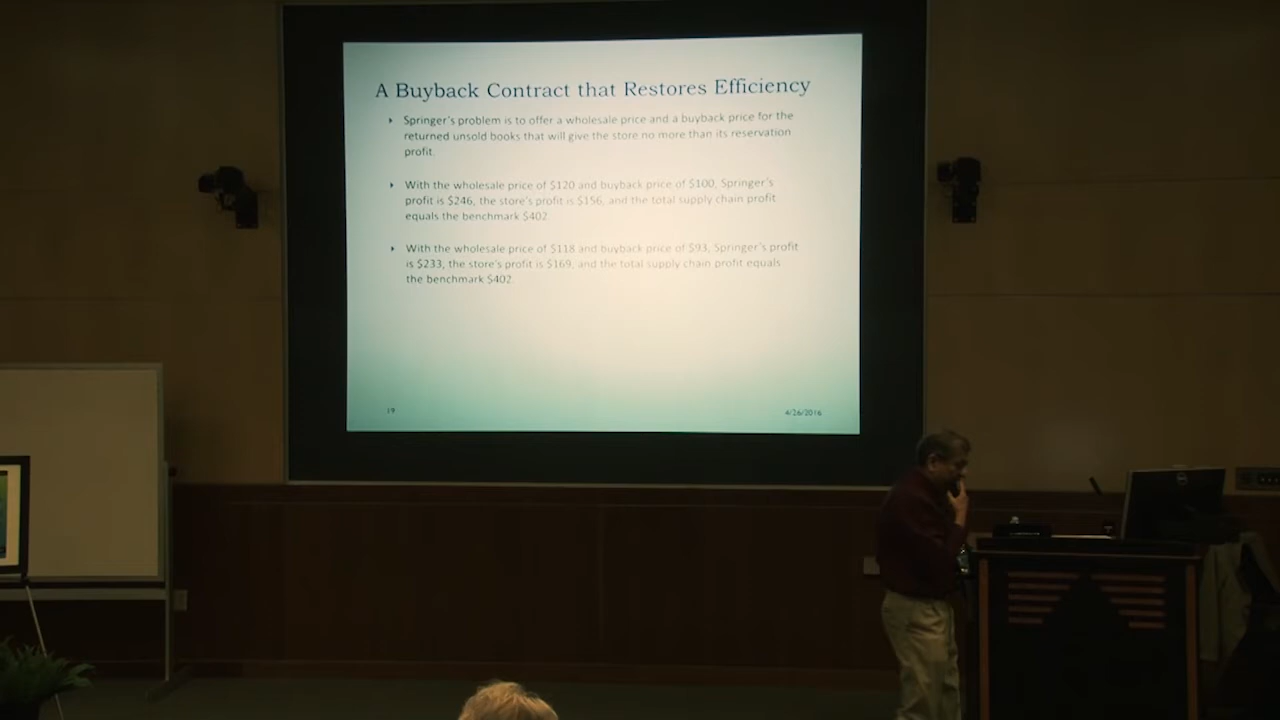 A Buyback Contract that Restores Efficiency
Springer's problem is to offer a wholesale price and a buyback price for the
returned unsold books that will give the store no more than its reservation
profit.
With the wholesale price of $120 and buyback price of $100, Springer's
profit is $246, the store's profit is $156, and the total supply chain profit
equals the benchmark $402.
With the wholesale price of $118 and buyback price of $93, Springer's profit
is $233, the store's profit is $169, and the total supply chain profit equals
the benchmark $402.
19
4/26/2016